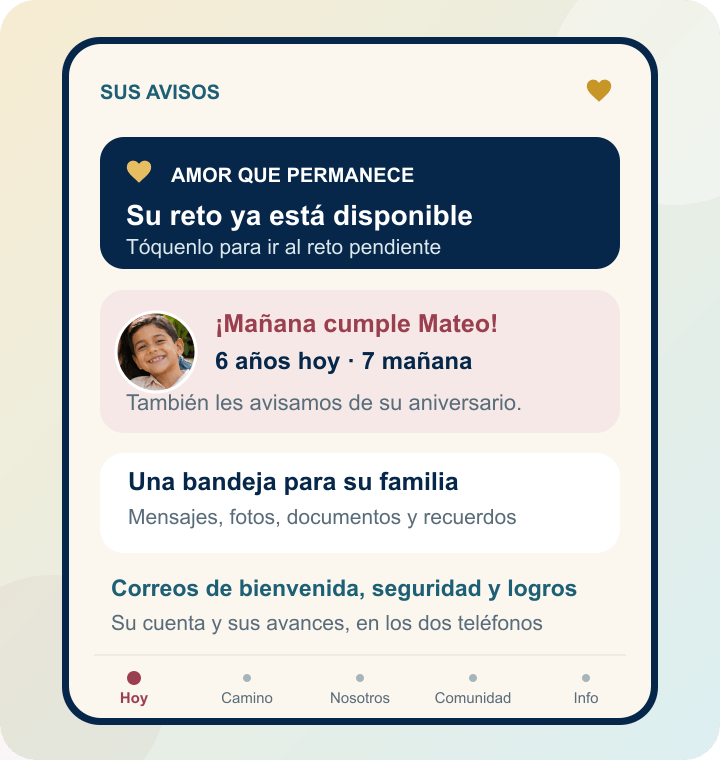 SUS AVISOS
AMOR QUE PERMANECE
Su reto ya está disponible
Tóquenlo para ir al reto pendiente
¡Mañana cumple Mateo!
6 años hoy · 7 mañana
También les avisamos de su aniversario.
Una bandeja para su familia
Mensajes, fotos, documentos y recuerdos
Correos de bienvenida, seguridad y logros
Su cuenta y sus avances, en los dos teléfonos
Hoy Camino Nosotros Comunidad Info